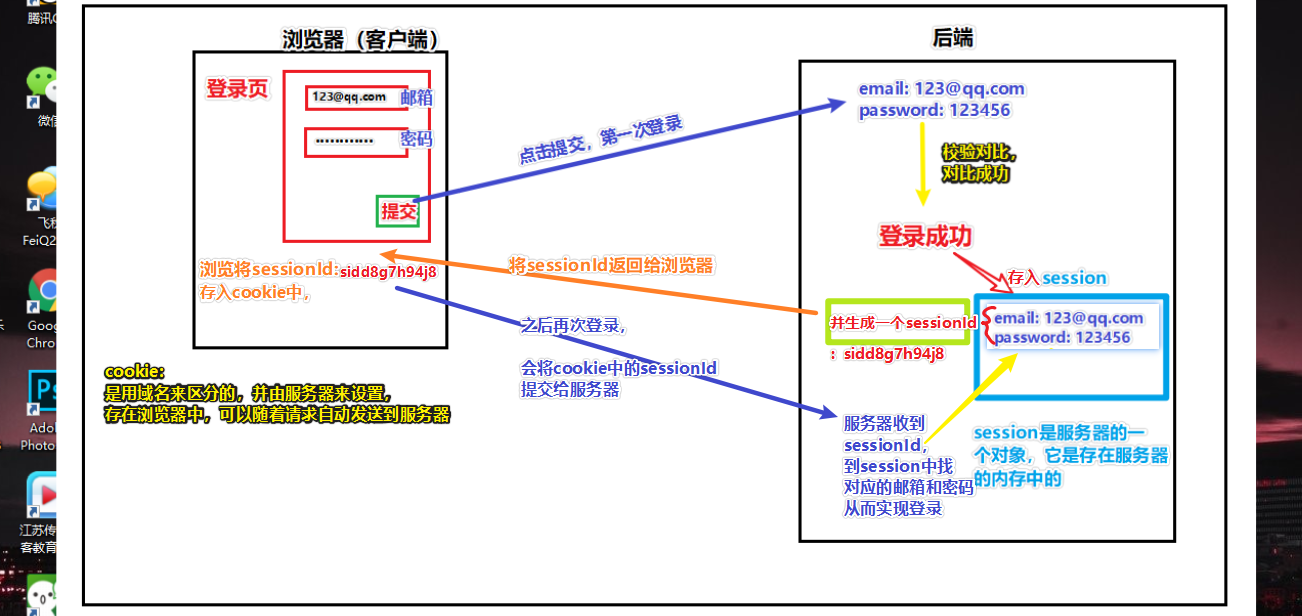 浏览器（客户端）
后端
登录页
123@qq.com 邮箱
············ 密码
提交
点击提交，第一次登录
email: 123@qq.com
password: 123456
校验对比，
对比成功
登录成功
存入session
email: 123@qq.com
password: 123456
并生成一个sessionId
：sidd8g7h94j8
将sessionId返回给浏览器
浏览将sessionId:sidd8g7h94j8
存入cookie中，
之后再次登录，
会将cookie中的sessionId
提交给服务器
服务器收到
sessionId，
到session中找
对应的邮箱和密码
从而实现登录
session是服务器的一
个对象，它是存在服务器
的内存中的
cookie:
是用域名来区分的，并由服务器来设置，
存在浏览器中，可以随着请求自动发送到服务器
腾讯
微信
FeiQ2
Goog
Chro
Ps
Adol
Photo
江苏传
客教育